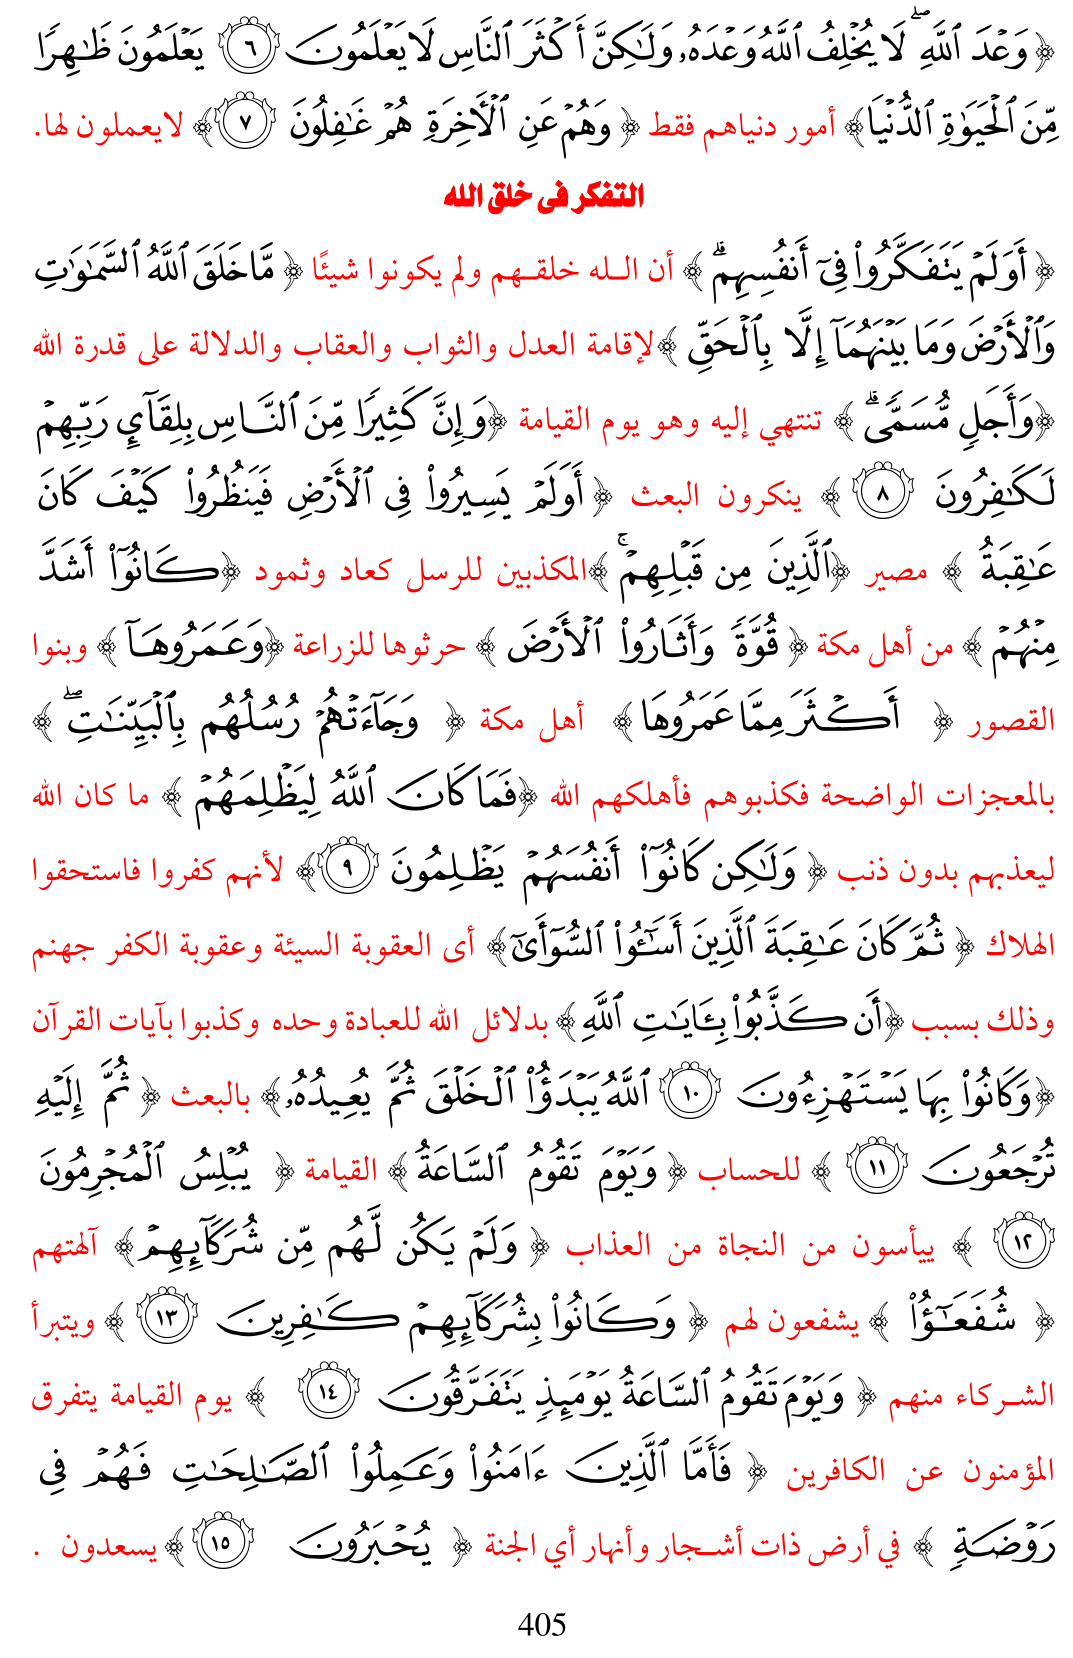 ﴿ وَعْدَ ٱللَّهِ ۖ لَا يُخْلِفُ ٱللَّهُ وَعْدَهُۥ وَلَـٰكِنَّ أَكْثَرَ ٱلنَّاسِ لَا يَعْلَمُونَ ٦ يَعْلَمُونَ ظَـٰهِرًا
مِّنَ ٱلْحَيَوٰةِ ٱلدُّنْيَا﴾ أمور دنياهم فقط ﴿ وَهُمْ عَنِ ٱلْـَٔاخِرَةِ هُمْ غَـٰفِلُونَ ٧ ﴾ لايعملون لها.
التفكر فى خلق الله
﴿ أَوَلَمْ يَتَفَكَّرُوا۟ فِىٓ أَنفُسِهِم ۗ ﴾ أن الله خلقهم ولم يكونوا شيئًا ﴿ مَّا خَلَقَ ٱللَّهُ ٱلسَّمَـٰوَٰتِ
وَٱلْأَرْضَ وَمَا بَيْنَهُمَآ إِلَّا بِٱلْحَقِّ ﴾لإقامة العدل والثواب والعقاب والدلالة على قدرة الله
﴿وَأَجَلٍ مُّسَمًّى ۗ ﴾ تنتهي إليه وهو يوم القيامة ﴿وَإِنَّ كَثِيرًا مِّنَ ٱلنَّاسِ بِلِقَآئِ رَبِّهِمْ
لَكَـٰفِرُونَ ٨ ﴾ ينكرون البعث ﴿ أَوَلَمْ يَسِيرُوا۟ فِى ٱلْأَرْضِ فَيَنظُرُوا۟ كَيْفَ كَانَ
عَـٰقِبَةُ ﴾ مصير ﴿ٱلَّذِينَ مِن قَبْلِهِمْ ۚ ﴾المكذبين للرسل كعاد وثمود ﴿كَانُوٓا۟ أَشَدَّ
مِنْهُمْ ﴾ من أهل مكة ﴿ قُوَّةً وَأَثَارُوا۟ ٱلْأَرْضَ ﴾ حرثوها للزراعة ﴿وَعَمَرُوهَآ ﴾ وبنوا
القصور ﴿ أَكْثَرَ مِمَّا عَمَرُوهَا ﴾ أهل مكة ﴿ وَجَآءَتْهُمْ رُسُلُهُم بِٱلْبَيِّنَـٰتِ ۖ ﴾
بالمعجزات الواضحة فكذبوهم فأهلكهم الله ﴿فَمَا كَانَ ٱللَّهُ لِيَظْلِمَهُمْ ﴾ ما كان الله
ليعذبهم بدون ذنب ﴿ وَلَـٰكِن كَانُوٓا۟ أَنفُسَهُمْ يَظْلِمُونَ ٩ ﴾ لأنهم كفروا فاستحقوا
الهلاك ﴿ ثُمَّ كَانَ عَـٰقِبَةَ ٱلَّذِينَ أَسَـٰٓـُٔوا۟ ٱلسُّوٓأَىٰٓ ﴾ أى العقوبة السيئة وعقوبة الكفر جهنم
وذلك بسبب ﴿أَن كَذَّبُوا۟ بِـَٔايَـٰتِ ٱللَّهِ ﴾ بدلائل الله للعبادة وحده وكذبوا بآيات القرآن
﴿وَكَانُوا۟ بِهَا يَسْتَهْزِءُونَ ١٠ ٱللَّهُ يَبْدَؤُا۟ ٱلْخَلْقَ ثُمَّ يُعِيدُهُۥ ﴾ بالبعث ﴿ ثُمَّ إِلَيْهِ
تُرْجَعُونَ ١١ ﴾ للحساب ﴿ وَيَوْمَ تَقُومُ ٱلسَّاعَةُ ﴾ القيامة ﴿ يُبْلِسُ ٱلْمُجْرِمُونَ
١٢ ﴾ ييأسون من النجاة من العذاب ﴿ وَلَمْ يَكُن لَّهُم مِّن شُرَكَآئِهِمْ ﴾ آلهتهم
﴿ شُفَعَـٰٓؤُا۟ ﴾ يشفعون لهم ﴿ وَكَانُوا۟ بِشُرَكَآئِهِمْ كَـٰفِرِينَ ١٣ ﴾ ويتبرأ
الشركاء منهم ﴿ وَيَوْمَ تَقُومُ ٱلسَّاعَةُ يَوْمَئِذٍ يَتَفَرَّقُونَ ١٤ ﴾ يوم القيامة يتفرق
المؤمنون عن الكافرين ﴿ فَأَمَّا ٱلَّذِينَ ءَامَنُوا۟ وَعَمِلُوا۟ ٱلصَّـٰلِحَـٰتِ فَهُمْ فِى
رَوْضَةٍ ﴾ في أرض ذات أشجار وأنهار أي الجنة ﴿ يُحْبَرُونَ ١٥ ﴾ يسعدون .
405